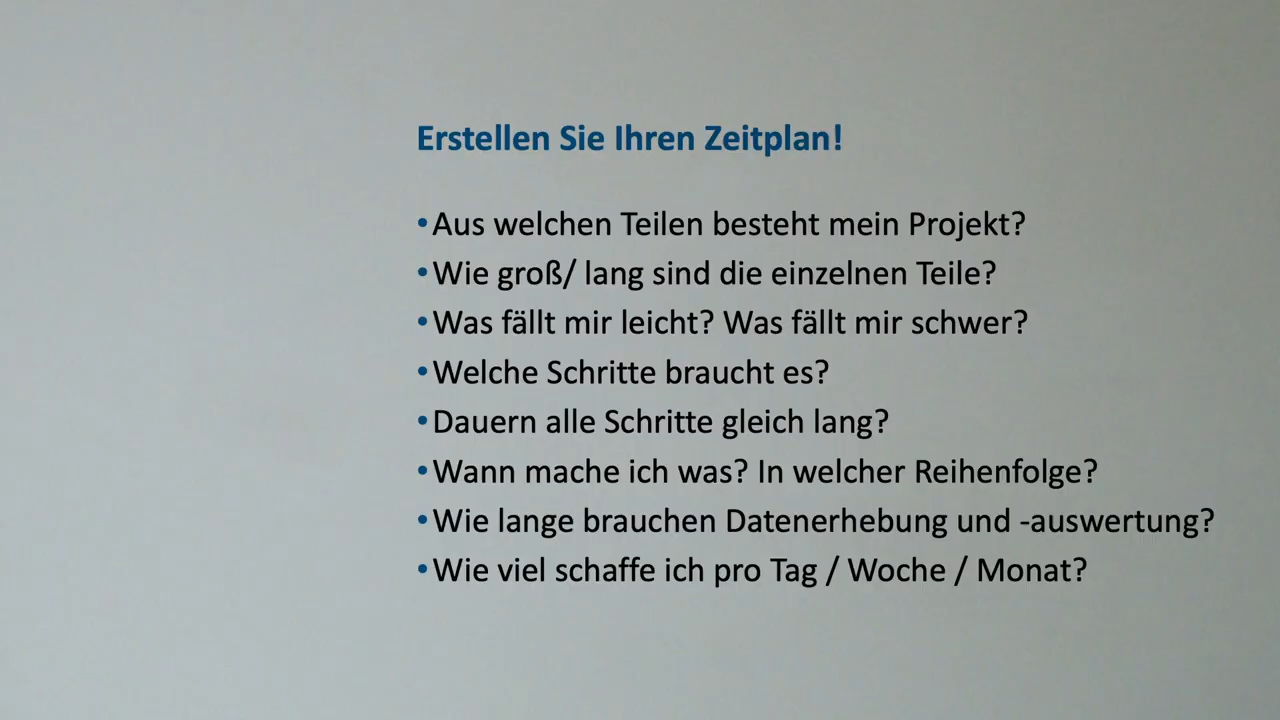 Erstellen Sie Ihren Zeitplan!
•Aus welchen Teilen besteht mein Projekt?
•Wie groß/ lang sind die einzelnen Teile?
•Was fällt mir leicht? Was fällt mir schwer?
•Welche Schritte braucht es?
•Dauern alle Schritte gleich lang?
•Wann mache ich was? In welcher Reihenfolge?
•Wie lange brauchen Datenerhebung und -auswertung?
•Wie viel schaffe ich pro Tag / Woche / Monat?